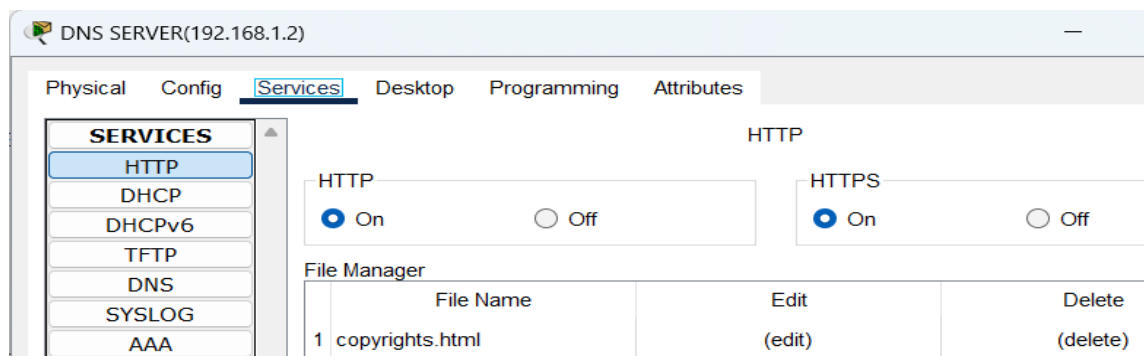 DNS SERVER(192.168.1.2)
Physical Config Services Desktop Programming Attributes
SERVICES
HTTP
DHCP
DHCPv6
TFTP
DNS
SYSLOG
AAA
HTTP
HTTP HTTPS
On Off On Off
File Manager
File Name Edit Delete
1 copyrights.html (edit) (delete)